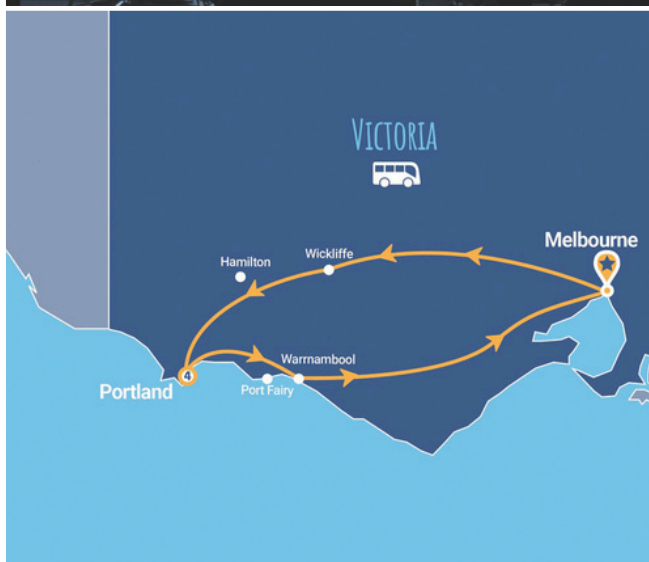 VICTORIA
Melbourne
Wickliffe
Hamilton
Warrnambool
4
Portland
Port Fairy